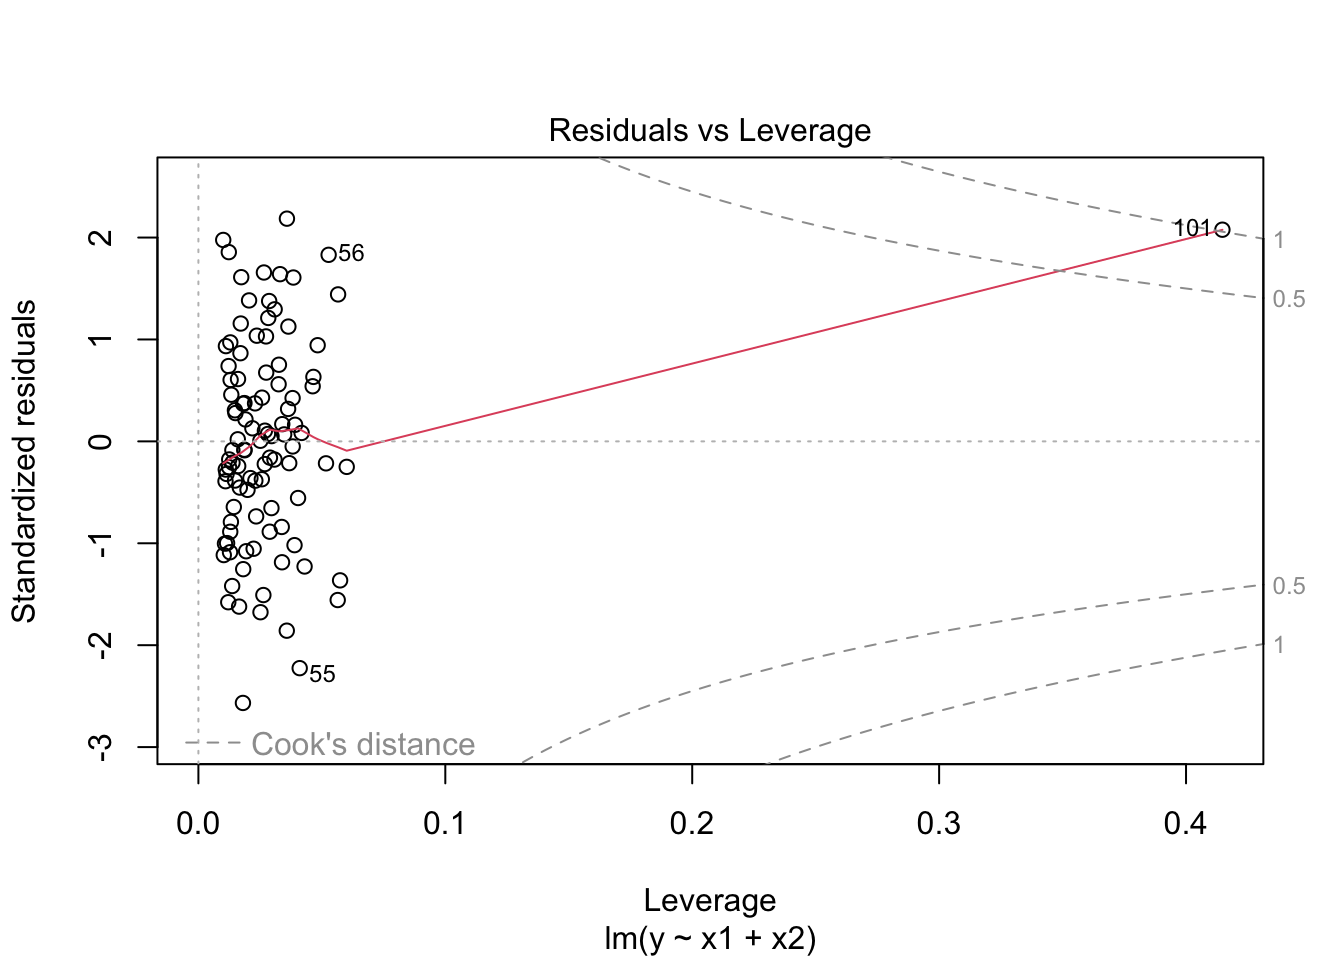 Residuals vs Leverage
Standardized residuals
2
1
0
-1
-2
-3
56
55
101
1
0.5
0.5
1
Cook's distance
0.0 0.1 0.2 0.3 0.4
Leverage
lm(y ~ x1 + x2)